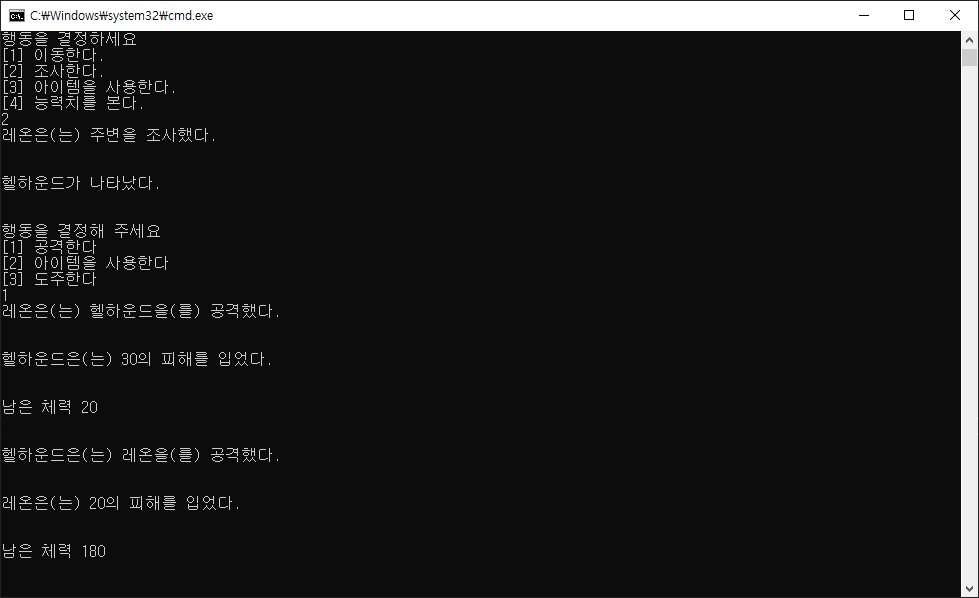 C:₩Windows₩system32₩cmd.exe
행동을 결정하세요
[1] 이동한다.
[2] 조사한다.
[3] 아이템을 사용한다.
[4] 능력치를 본다.
2
레온은(는) 주변을 조사했다.
헬하운드가 나타났다.
행동을 결정해 주세요
[1] 공격한다
[2] 아이템을 사용한다
[3] 도주한다
1
레온은(는) 헬하운드을(를) 공격했다.
헬하운드은(는) 30의 피해를 입었다.
남은 체력 20
헬하운드은(는) 레온을(를) 공격했다.
레온은(는) 20의 피해를 입었다.
남은 체력 180